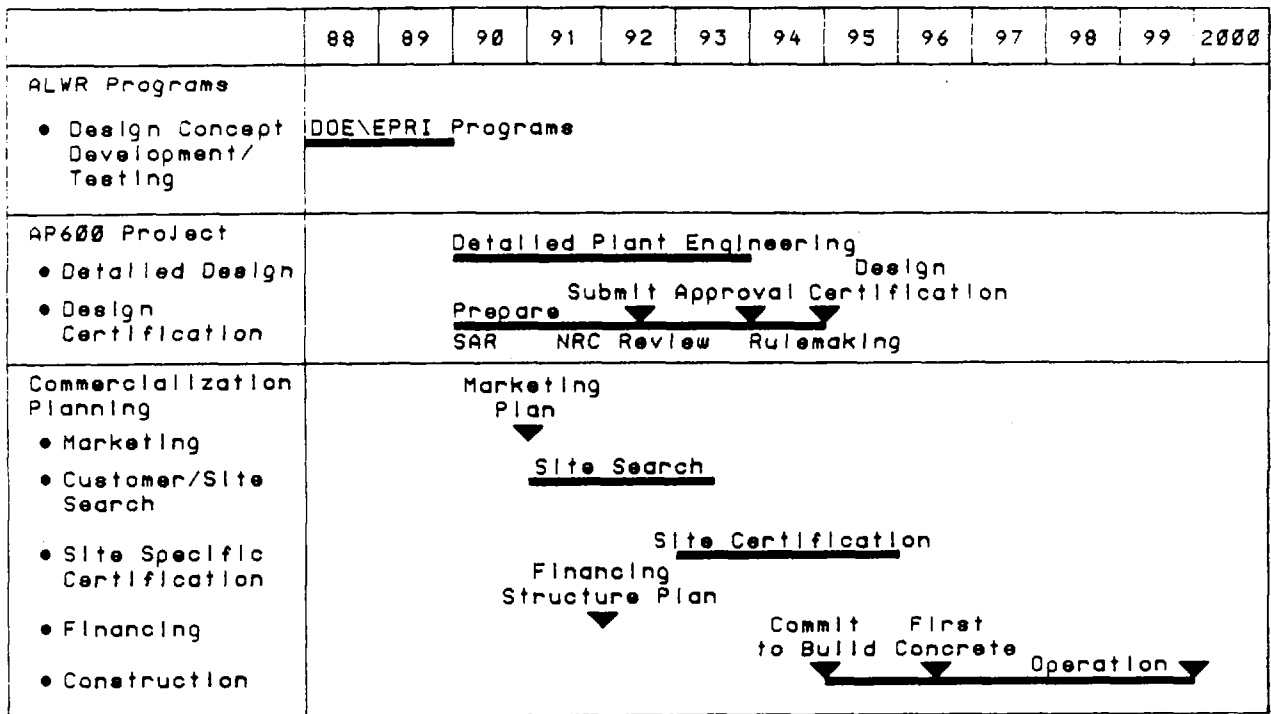 88 89 90 91 92 93 94 95 96 97 98 99 2000
ALWR Programs
• Design Concept Development/ Testing
DOE\EPRI Programs
AP600 Project
• Detailed Design
Detailed Plant Engineering
• Design Certification
Design
Submit Approval Certification
Prepare
SAR NRC Review Rulemaking
Commercialization
Planning
• Marketing
Marketing
Plan
• Customer/Site
Search
Site Search
• Site Specific
Certification
Site Certification
• Financing
Financing
Structure Plan
• Construction
Commit First
to Build Concrete
Operation